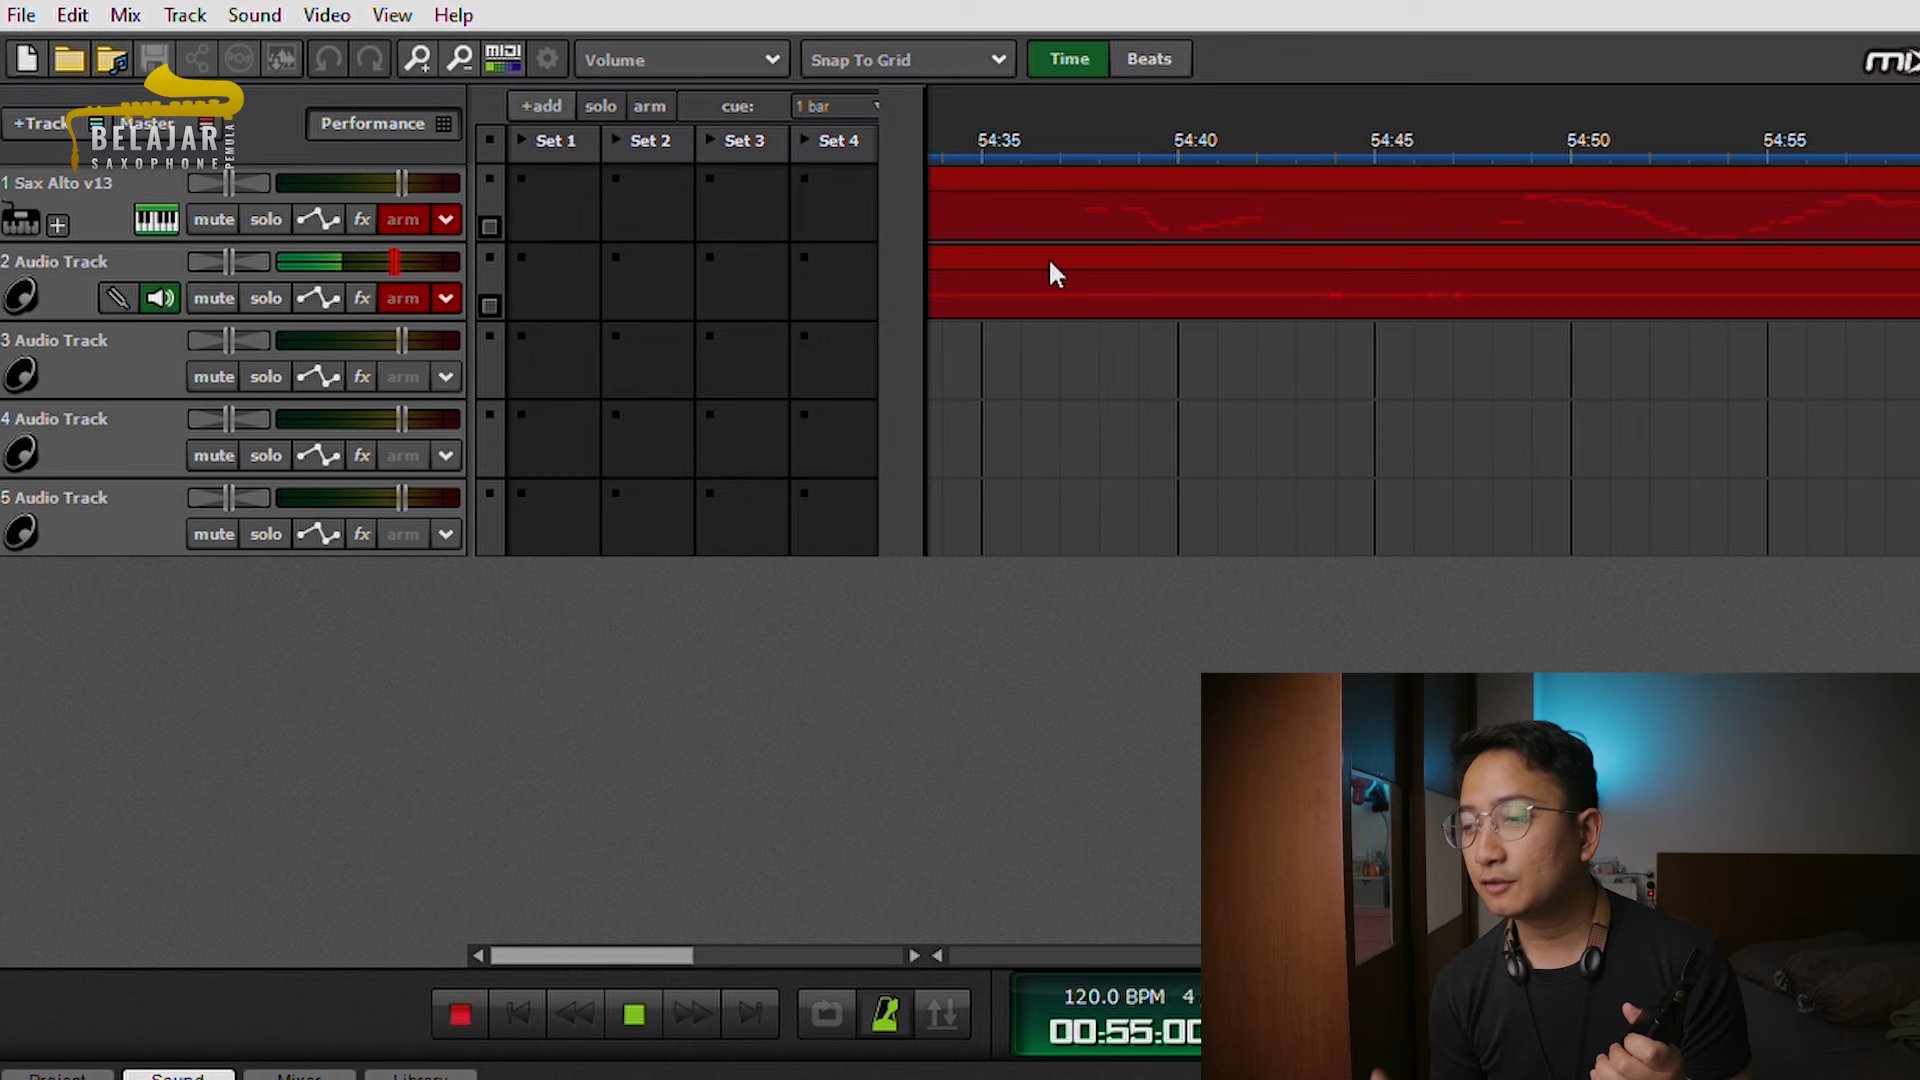 File Edit Mix Track Sound Video View Help
Volume Snap To Grid Time Beats
+Track Master Performance
BELAJAR
SAXOPHONE
PEMULA
+add solo arm cue: 1 bar
Set 1 Set 2 Set 3 Set 4
54:35 54:40 54:45 54:50 54:55
1 Sax Alto v13
mute solo fx arm
2 Audio Track
mute solo fx arm
3 Audio Track
mute solo fx arm
4 Audio Track
mute solo fx arm
5 Audio Track
mute solo fx arm
120.0 BPM 4
00:55:00
Project Sound Mixer Library